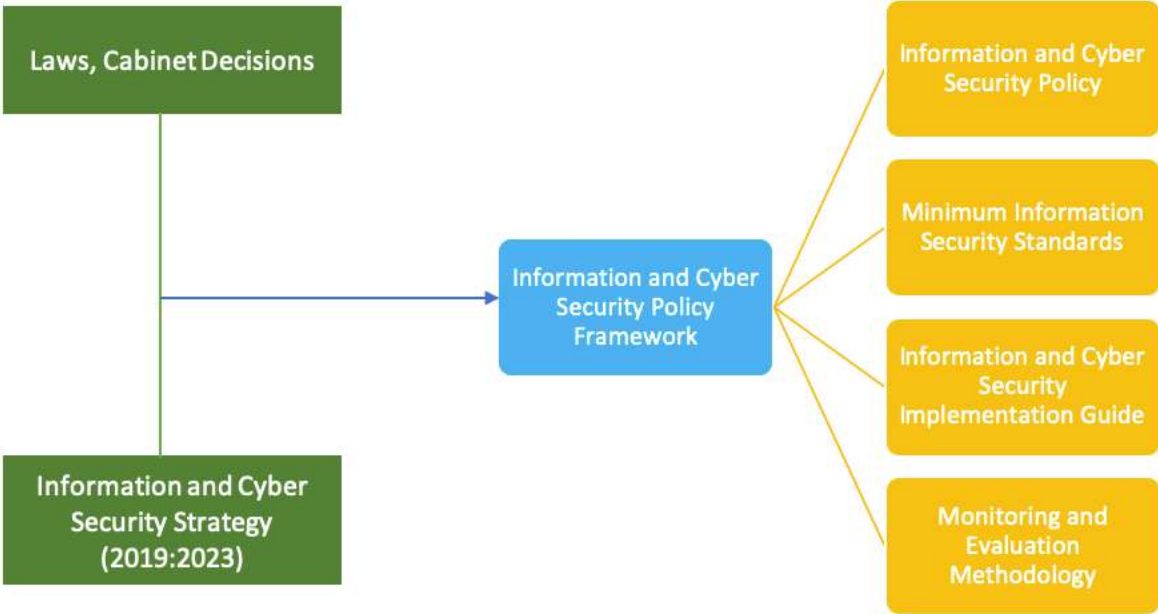 Laws, Cabinet Decisions
Information and Cyber
Security Strategy
(2019:2023)
Information and Cyber
Security Policy
Framework
Information and Cyber
Security Policy
Minimum Information
Security Standards
Information and Cyber
Security
Implementation Guide
Monitoring and
Evaluation
Methodology